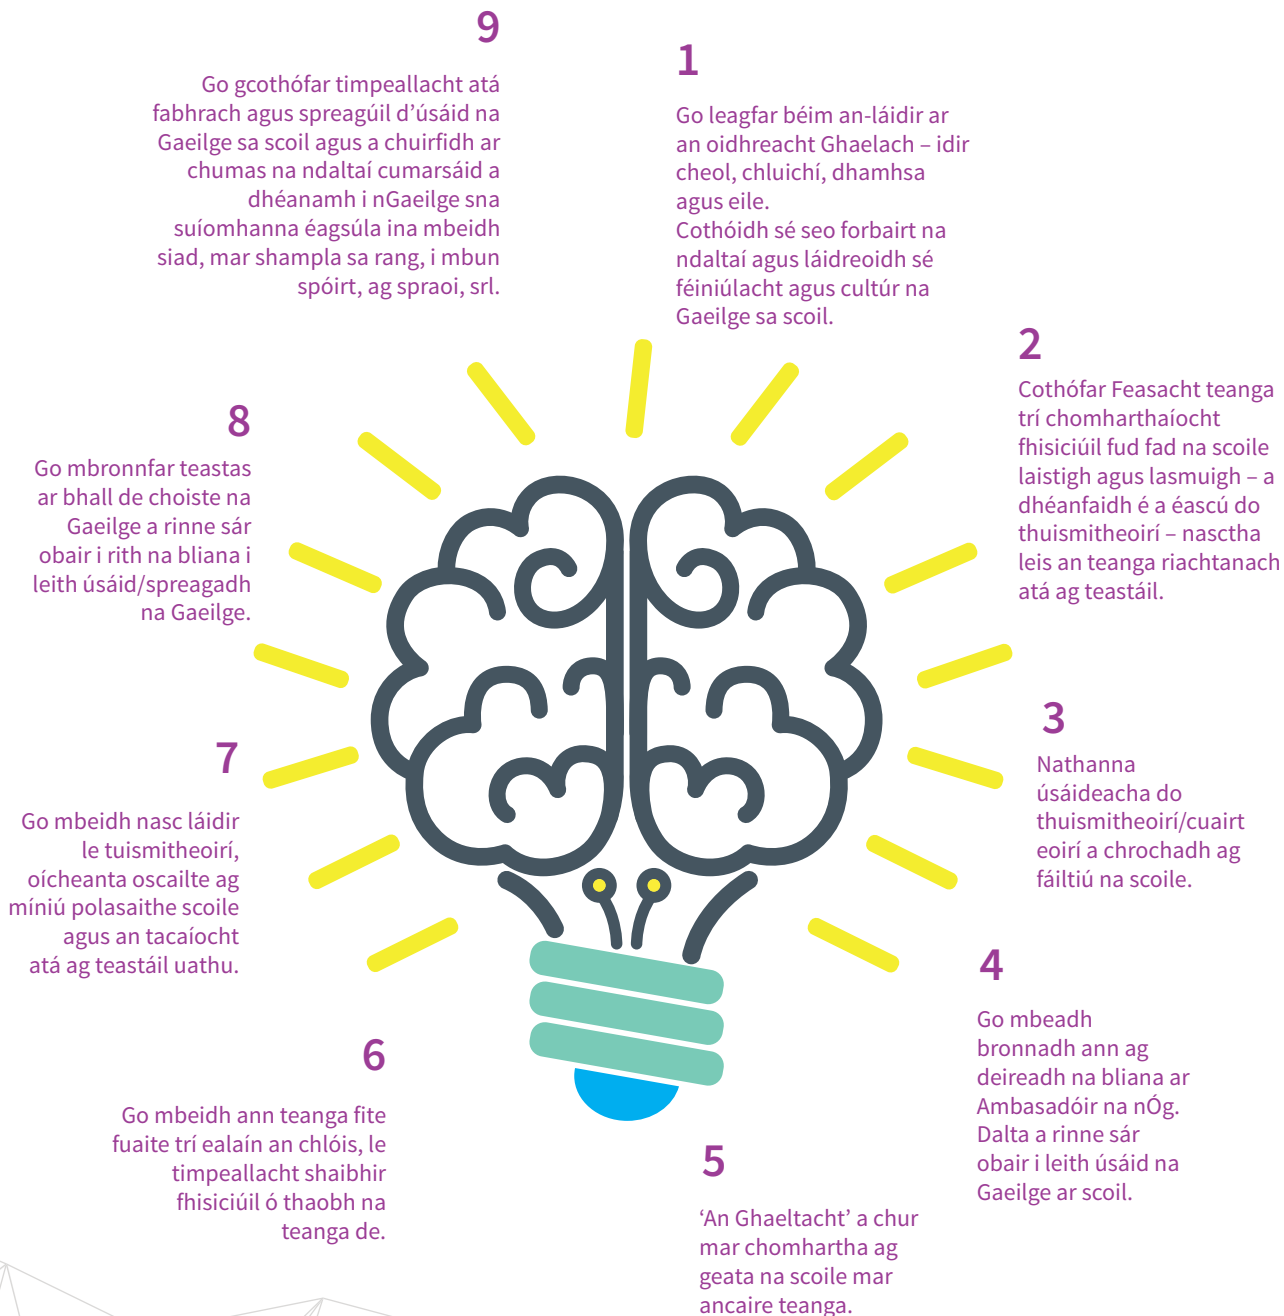 1
Go leagfar béim an-láidir ar
an oidhreacht Ghaelach – idir
cheol, chluichí, dhamhsa
agus eile.
Cothóidh sé seo forbairt na
ndaltaí agus láidreoidh sé
féiniúlacht agus cultúr na
Gaeilge sa scoil.
2
Cothófar Feasacht teanga
trí chomharthaíocht
fhisiciúil fud fad na scoile
laistigh agus lasmuigh – a
dhéanfaidh é a éascú do
thuismitheoirí – nasctha
leis an teanga riachtanach
atá ag teastáil.
3
Nathanna
úsáideacha do
thuismitheoirí/cuairt
eoirí a chrochadh ag
fáiltiú na scoile.
4
Go mbeadh
bronnadh ann ag
deireadh na bliana ar
Ambasadóir na nÓg.
Dalta a rinne sár
obair i leith úsáid na
Gaeilge ar scoil.
5
‘An Ghaeltacht’ a chur
mar chomhartha ag
geata na scoile mar
ancaire teanga.
6
Go mbeidh ann teanga fite
fuaite trí ealaín an chlóis, le
timpeallacht shaibhir
fhisiciúil ó thaobh na
teanga de.
7
Go mbeidh nasc láidir
le tuismitheoirí,
oícheanta oscailte ag
míniú polasaithe scoile
agus an tacaíocht
atá ag teastáil uathu.
8
Go mbronnfar teastas
ar bhall de choiste na
Gaeilge a rinne sár
obair i rith na bliana i
leith úsáid/spreagadh
na Gaeilge.
9
Go gcothófar timpeallacht atá
fabhrach agus spreagúil d’úsáid na
Gaeilge sa scoil agus a chuirfidh ar
chumas na ndaltaí cumarsáid a
dhéanamh i nGaeilge sna
suíomhanna éagsúla ina mbeidh
siad, mar shampla sa rang, i mbun
spóirt, ag spraoi, srl.